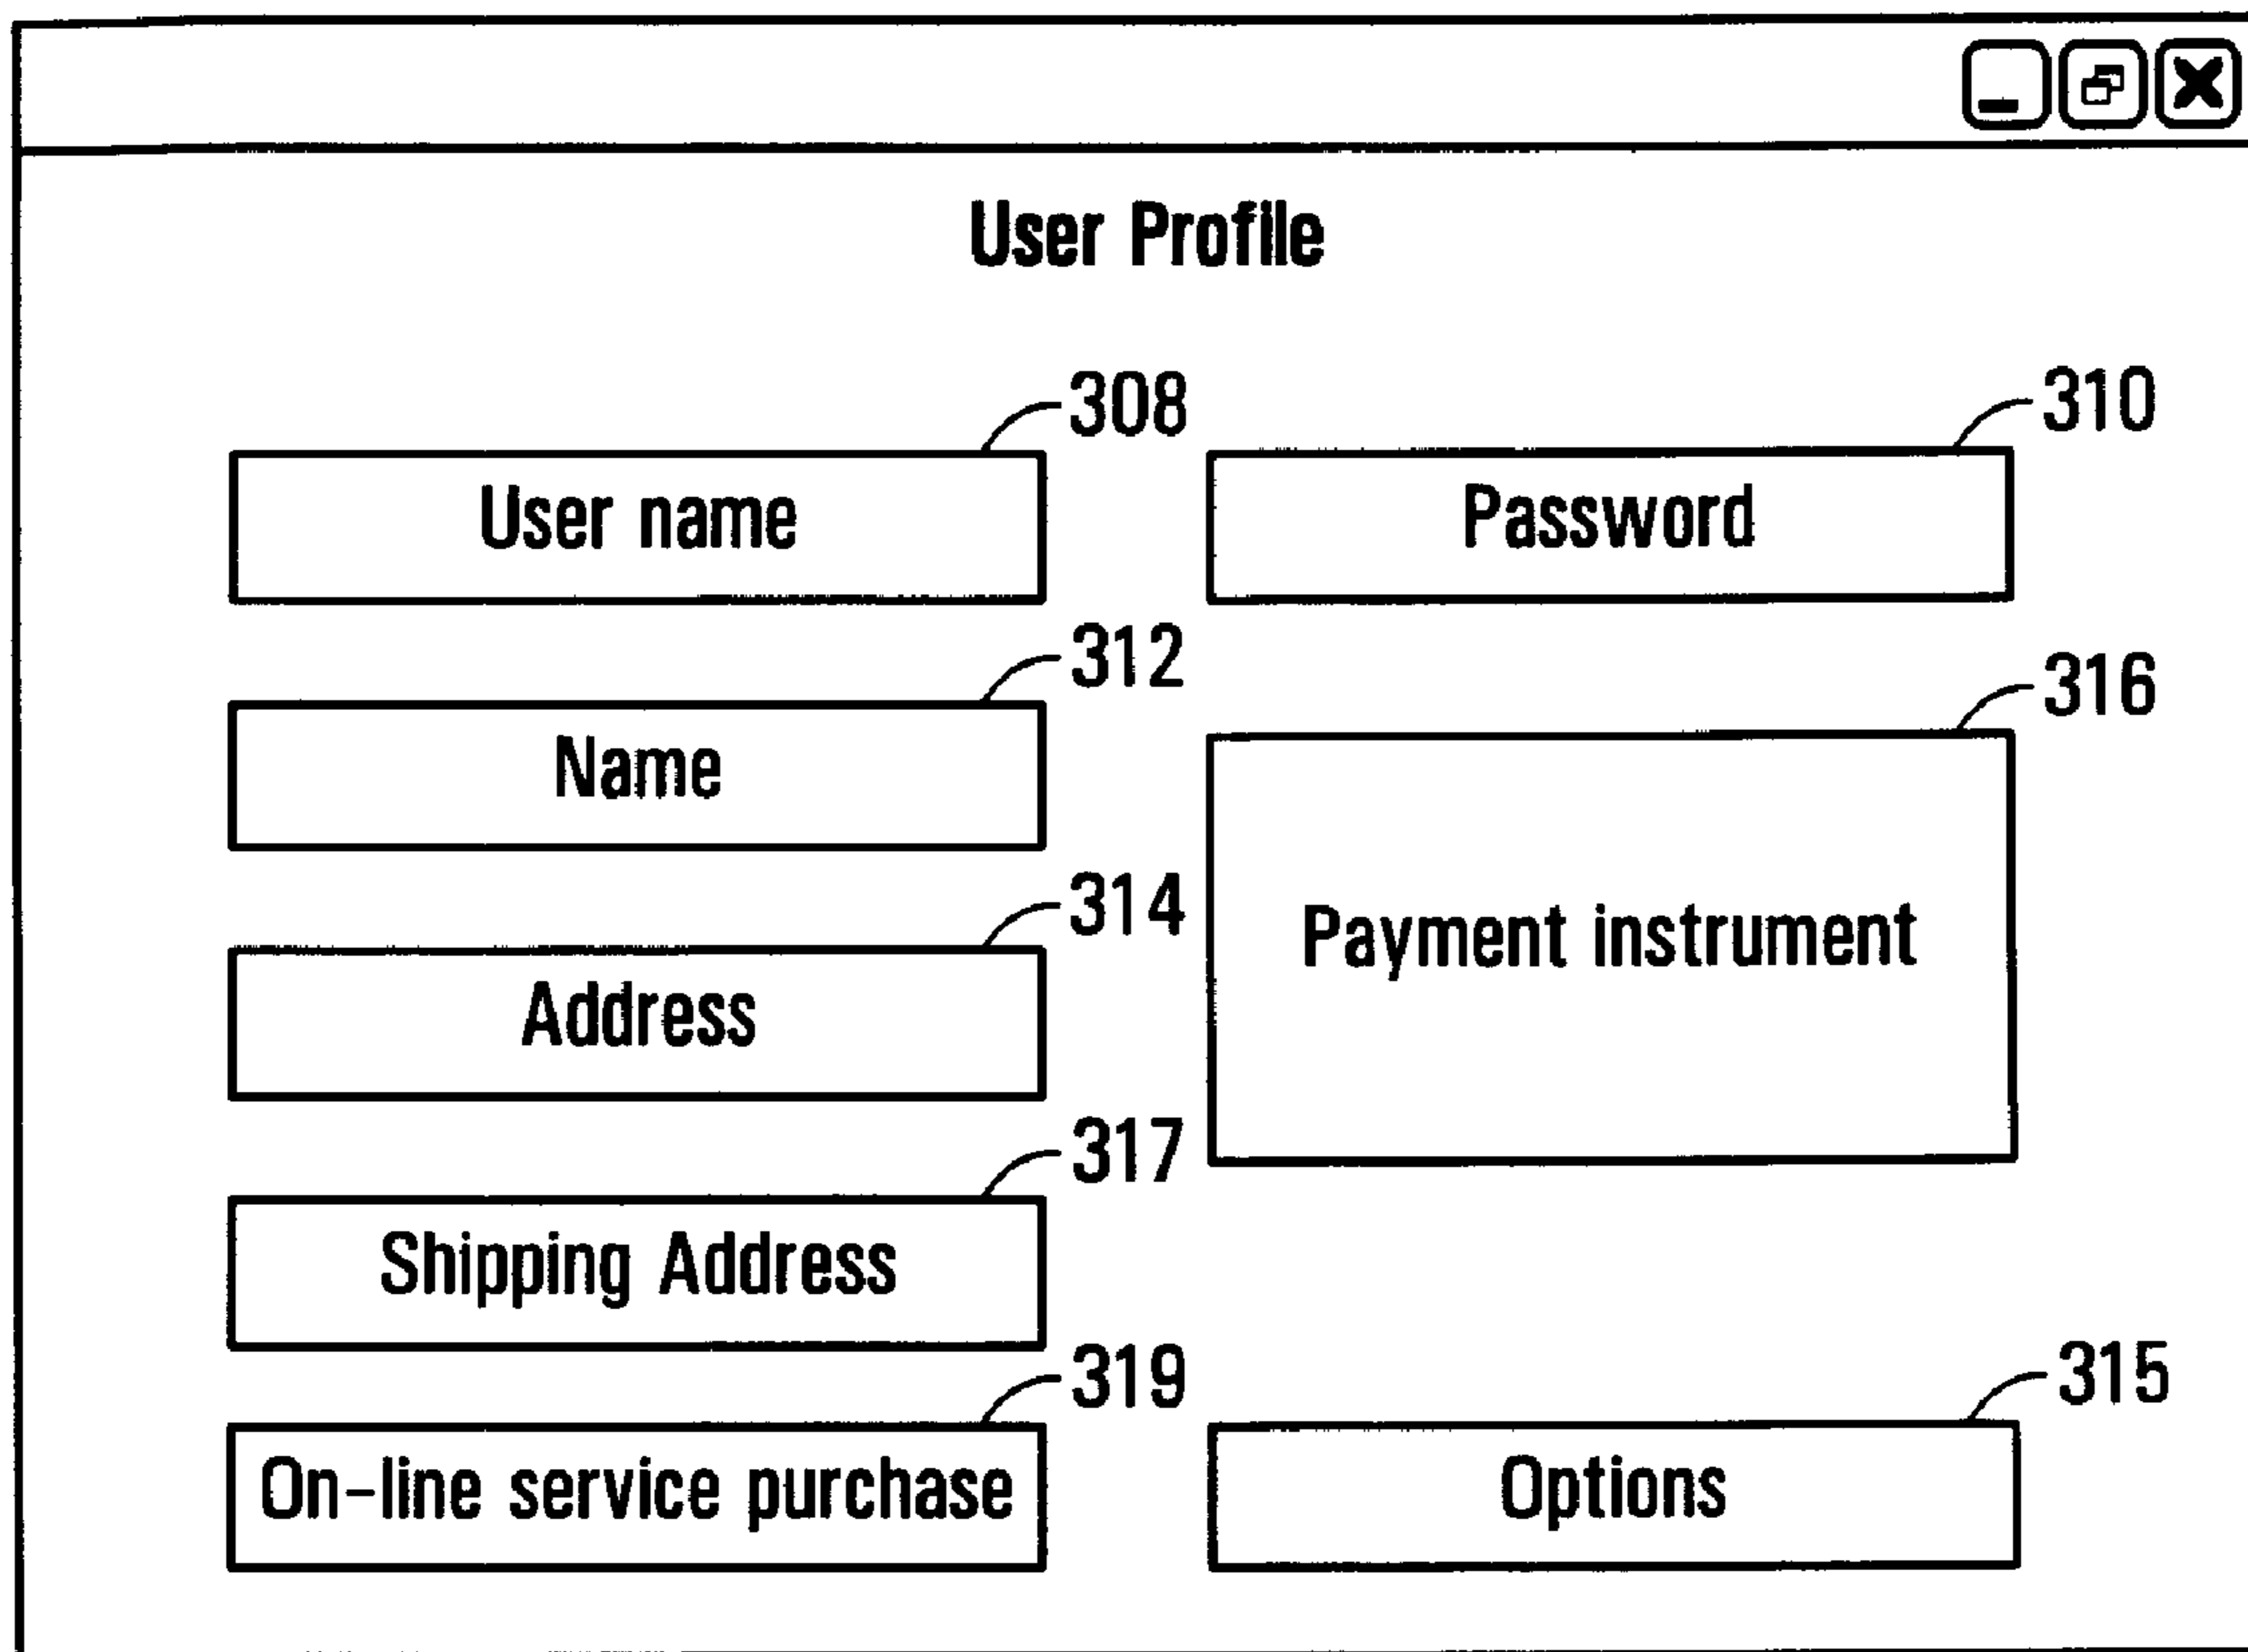 User Profile
308
310
User name
Password
312
316
Name
314
Payment instrument
Address
317
Shipping Address
319
315
On-line service purchase
Options